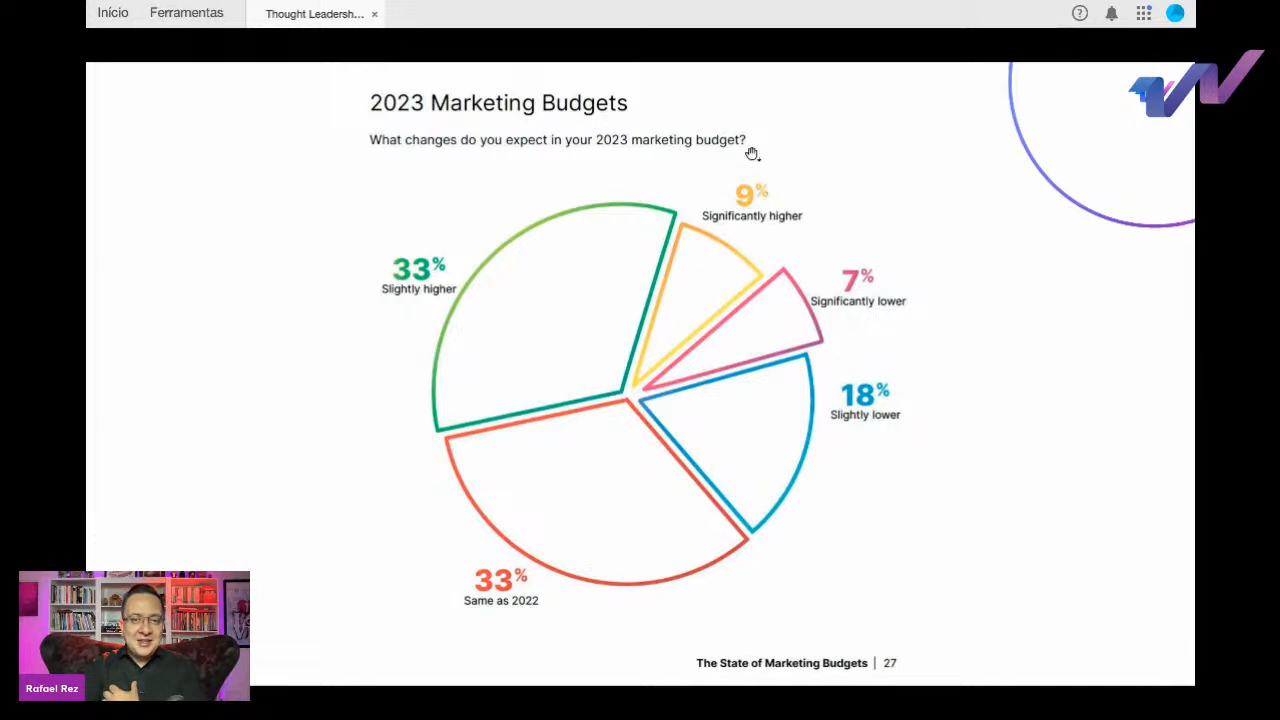 Início Ferramentas Thought Leadersh... ×
2023 Marketing Budgets
What changes do you expect in your 2023 marketing budget?
9%
Significantly higher
33%
Slightly higher
7%
Significantly lower
18%
Slightly lower
33%
Same as 2022
The State of Marketing Budgets | 27
Rafael Rez